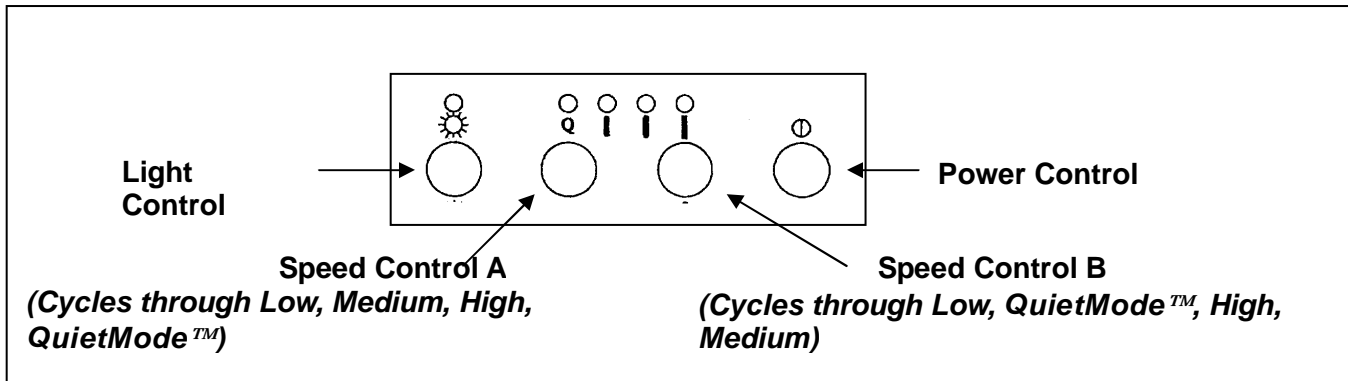 Q
Light
Control
Power Control
Speed Control A
(Cycles through Low, Medium, High,
QuietMode™)
Speed Control B
(Cycles through Low, QuietMode™, High,
Medium)